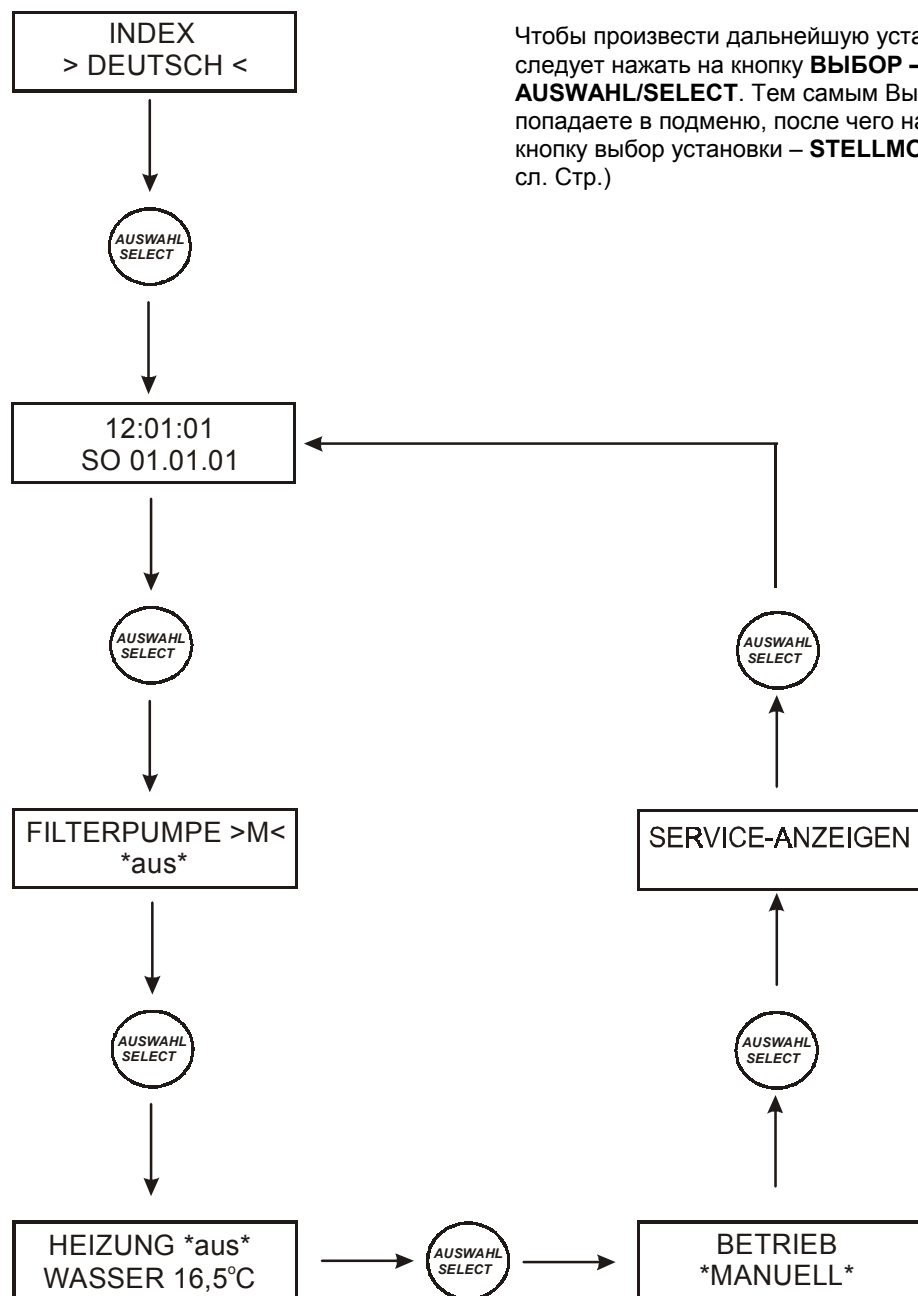 INDEX
> DEUTSCH <
Чтобы произвести дальнейшую уста
следует нажать на кнопку ВЫБОР –
AUSWAHL/SELECT. Тем самым Вы
попадаете в подменю, после чего на
кнопку выбор установки – STELLMO
сл. Стр.)
AUSWAHL
SELECT
12:01:01
SO 01.01.01
AUSWAHL
SELECT
AUSWAHL
SELECT
FILTERPUMPE >M<
*aus*
SERVICE-ANZEIGEN
AUSWAHL
SELECT
AUSWAHL
SELECT
HEIZUNG *aus*
WASSER 16,5°C
AUSWAHL
SELECT
BETRIEB
*MANUELL*